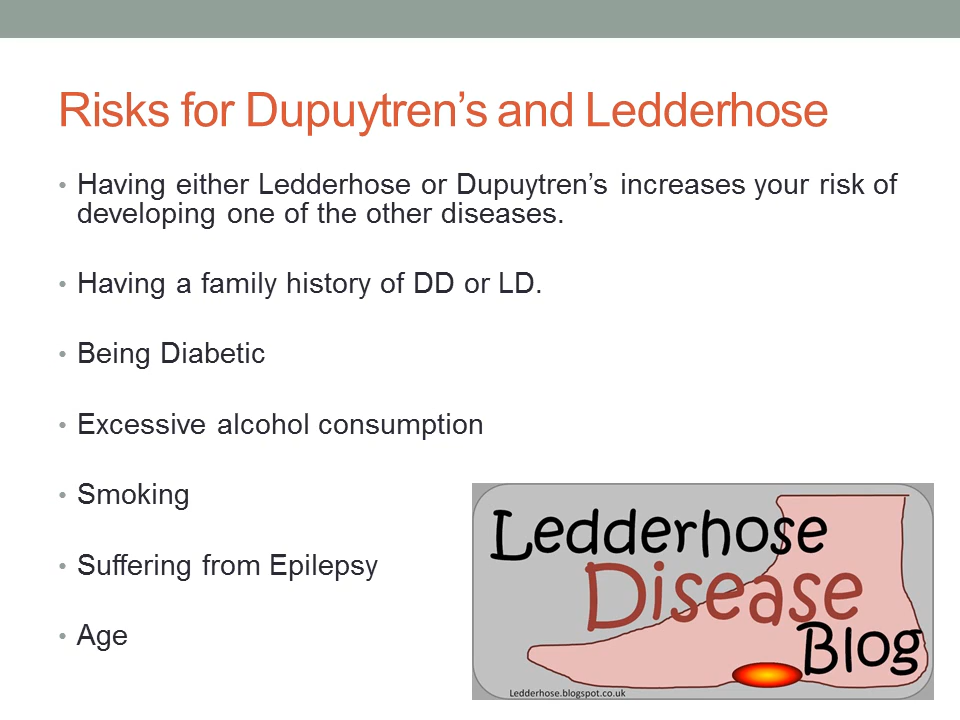 Risks for Dupuytren’s and Ledderhose
• Having either Ledderhose or Dupuytren’s increases your risk of
developing one of the other diseases.
• Having a family history of DD or LD.
• Being Diabetic
• Excessive alcohol consumption
• Smoking
• Suffering from Epilepsy
• Age
Ledderhose
Disease
Blog
Ledderhose.blogspot.co.uk